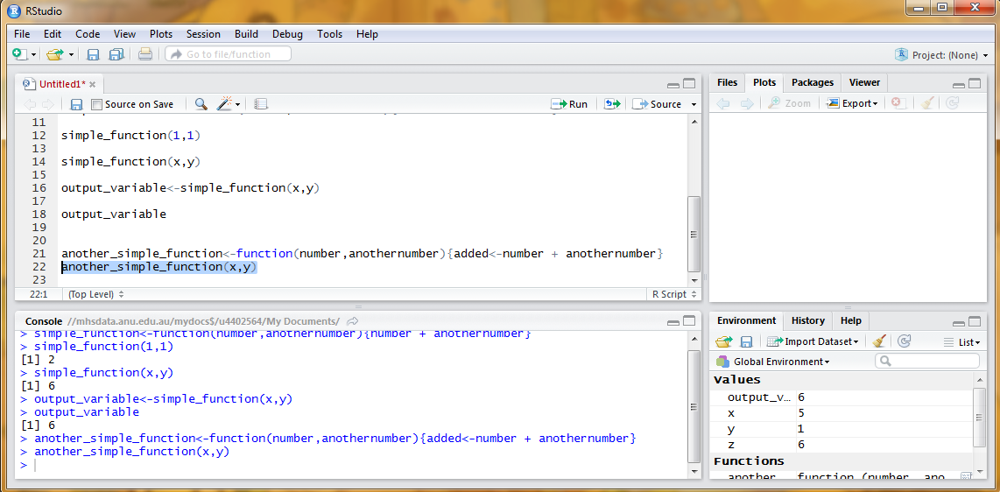 RStudio
File Edit Code View Plots Session Build Debug Tools Help
Go to file/function
Project: (None)
Untitled1*
Source on Save Run Source
11
12 simple_function(1,1)
13
14 simple_function(x,y)
15
16 output_variable<-simple_function(x,y)
17
18 output_variable
19
20
21 another_simple_function<-function(number,anothernumber){added<-number + anothernumber}
22 another_simple_function(x,y)
23
22:1 (Top Level) R Script
Console //mhsdata.anu.edu.au/mydocs$/u4402564/My Documents/
> simple_function<-function(number,anothernumber){number + anothernumber}
> simple_function(1,1)
[1] 2
> simple_function(x,y)
[1] 6
> output_variable<-simple_function(x,y)
> output_variable
[1] 6
> another_simple_function<-function(number,anothernumber){added<-number + anothernumber}
> another_simple_function(x,y)
>
Files Plots Packages Viewer
Zoom Export
Environment History Help
Import Dataset List
Global Environment
Values
output_v... 6
x 5
y 1
z 6
Functions
another function (number, ano